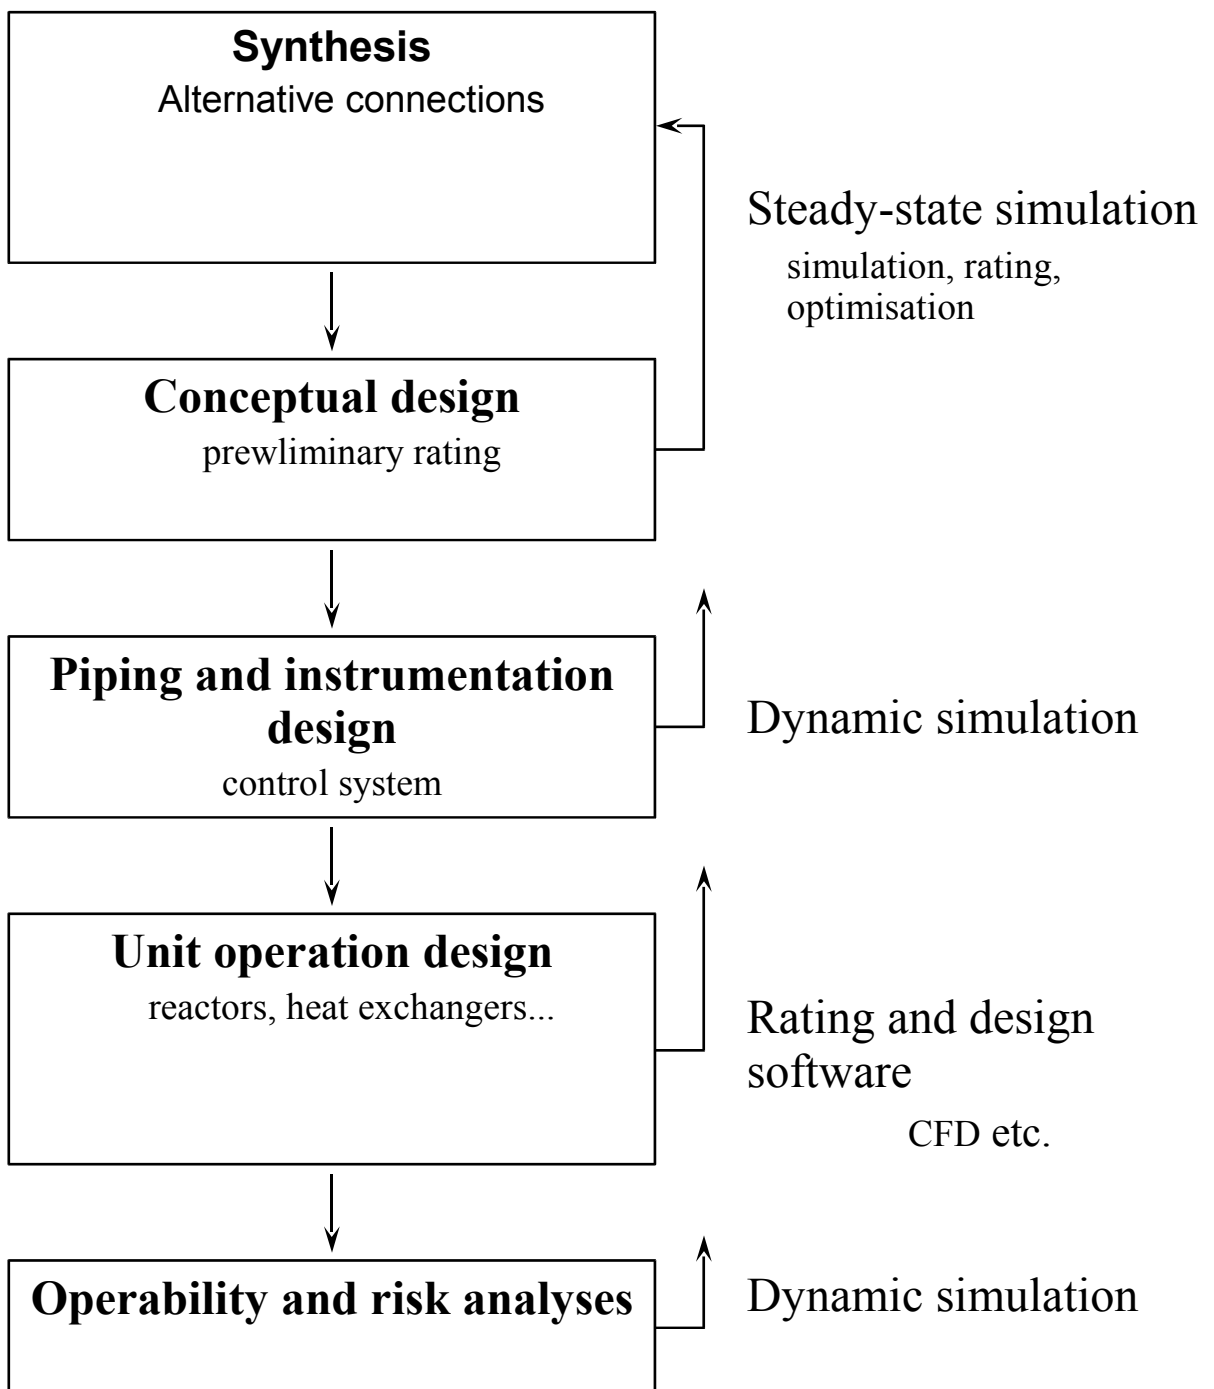 Synthesis
Alternative connections
Steady-state simulation
simulation, rating,
optimisation
Conceptual design
prewliminary rating
Piping and instrumentation
design
control system
Dynamic simulation
Unit operation design
reactors, heat exchangers...
Rating and design
software
CFD etc.
Operability and risk analyses
Dynamic simulation